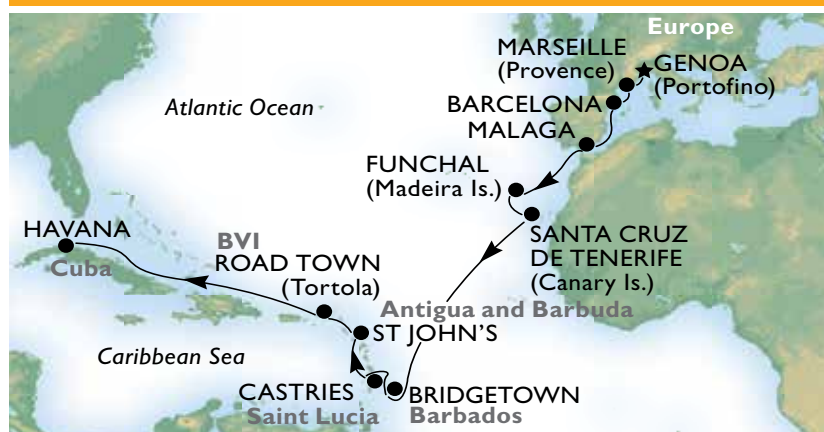 Europe
MARSEILLE
(Provence)
GENOA
(Portofino)
BARCELONA
MALAGA
Atlantic Ocean
FUNCHAL
(Madeira Is.)
SANTA CRUZ
DE TENERIFE
(Canary Is.)
HAVANA
Cuba
BVI
ROAD TOWN
(Tortola)
Antigua and Barbuda
ST JOHN'S
Caribbean Sea
CASTRIES
Saint Lucia
BRIDGETOWN
Barbados